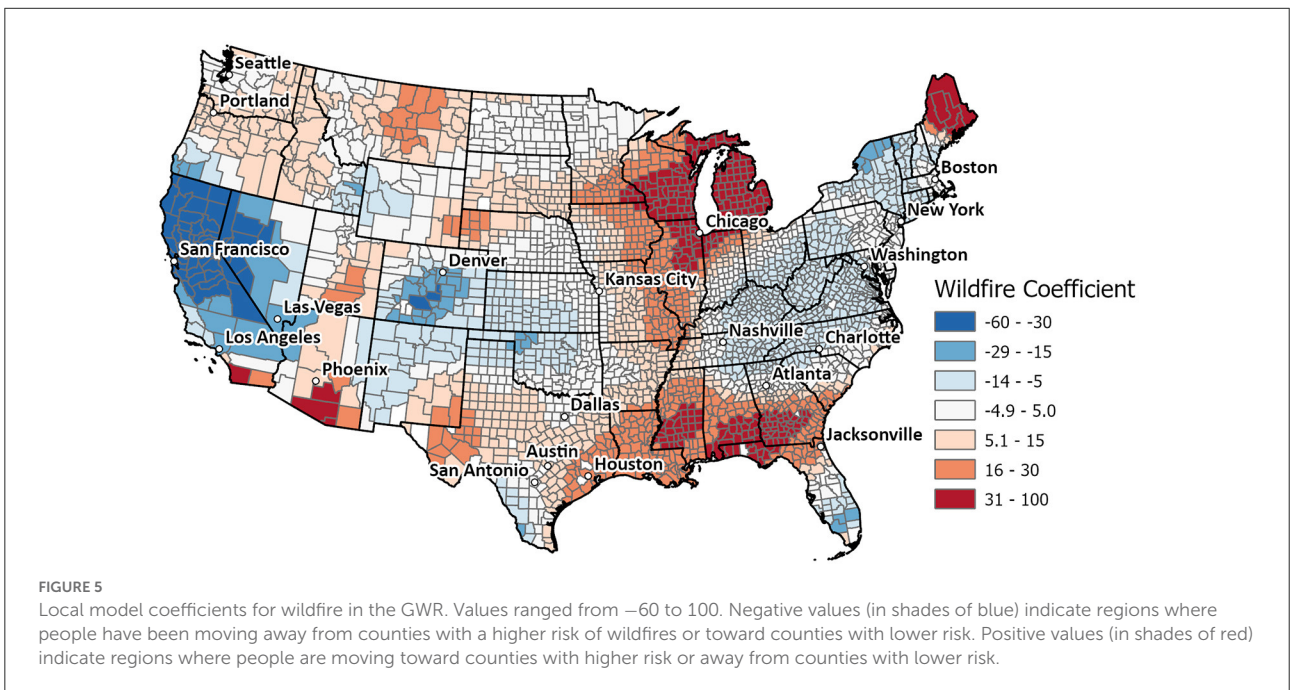 Seattle
Portland
Boston
New York
Chicago
San Francisco
Washington
Denver
Kansas City
Wildfire Coefficient
Las Vegas
-60 - -30
Nashville
Charlotte
Los Angeles
-29 - -15
Phoenix
Atlanta
-14 - -5
Dallas
-4.9 - 5.0
Jacksonville
5.1 - 15
Austin
San Antonio
Houston
16 - 30
31 - 100
FIGURE 5
Local model coefficients for wildfire in the GWR. Values ranged from −60 to 100. Negative values (in shades of blue) indicate regions where
people have been moving away from counties with a higher risk of wildfires or toward counties with lower risk. Positive values (in shades of red)
indicate regions where people are moving toward counties with higher risk or away from counties with lower risk.